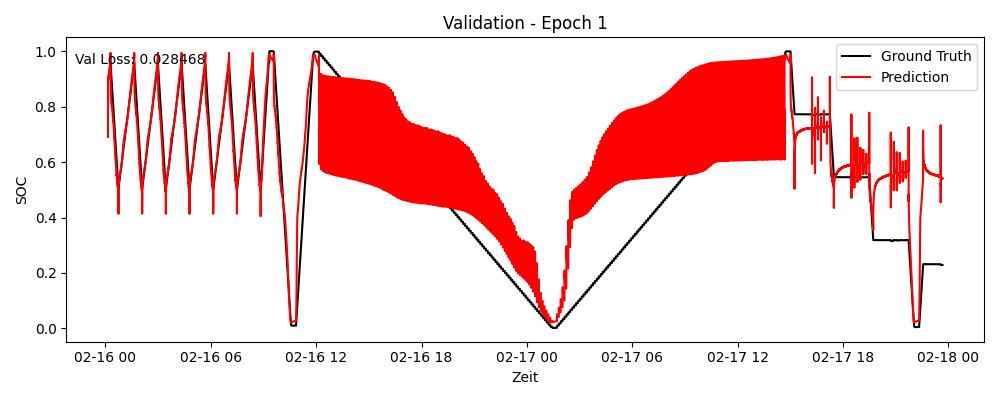 Validation - Epoch 1
Val Loss: 0.028468
Ground Truth
Prediction
SOC
1.0
0.8
0.6
0.4
0.2
0.0
02-16 00 02-16 06 02-16 12 02-16 18 02-17 00 02-17 06 02-17 12 02-17 18 02-18 00
Zeit